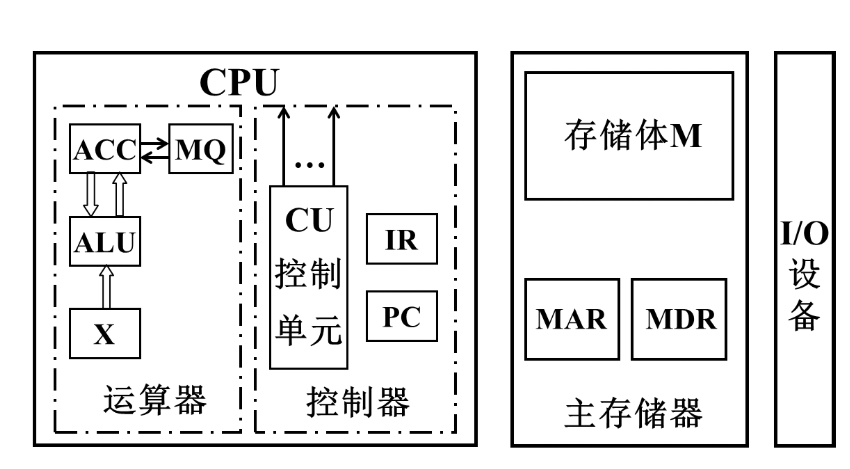 CPU
ACC
MQ
ALU
X
运算器
...
CU
控制
单元
IR
PC
控制器
存储体M
MAR
MDR
主存储器
I/O
设
备